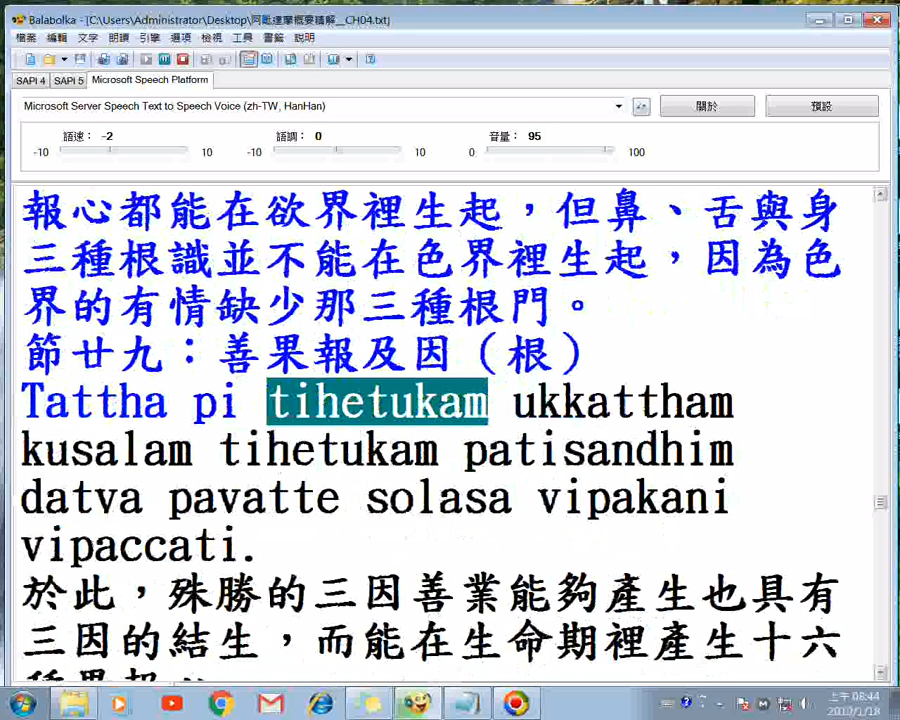 Balabolka - [C:\Users\Administrator\Desktop\阿毗達摩概要精解__CH04.txt]
檔案 編輯 文字 朗讀 引擎 選項 檢視 工具 書籤 說明
SAPI 4 SAPI 5 Microsoft Speech Platform
Microsoft Server Speech Text to Speech Voice (zh-TW, HanHan) 關於 預設
語速： -2 語調： 0 音量： 95
-10 10 -10 10 0 100
報心都能在欲界裡生起，但鼻、舌與身
三種根識並不能在色界裡生起，因為色
界的有情缺少那三種根門。
節廿九：善果報及因（根）
Tattha pi tihetukam ukkattham
kusalam tihetukam patisandhim
datva pavatte solasa vipakani
vipaccati.
於此，殊勝的三因善業能夠產生也具有
三因的結生，而能在生命期裡產生十六
上午 08:44